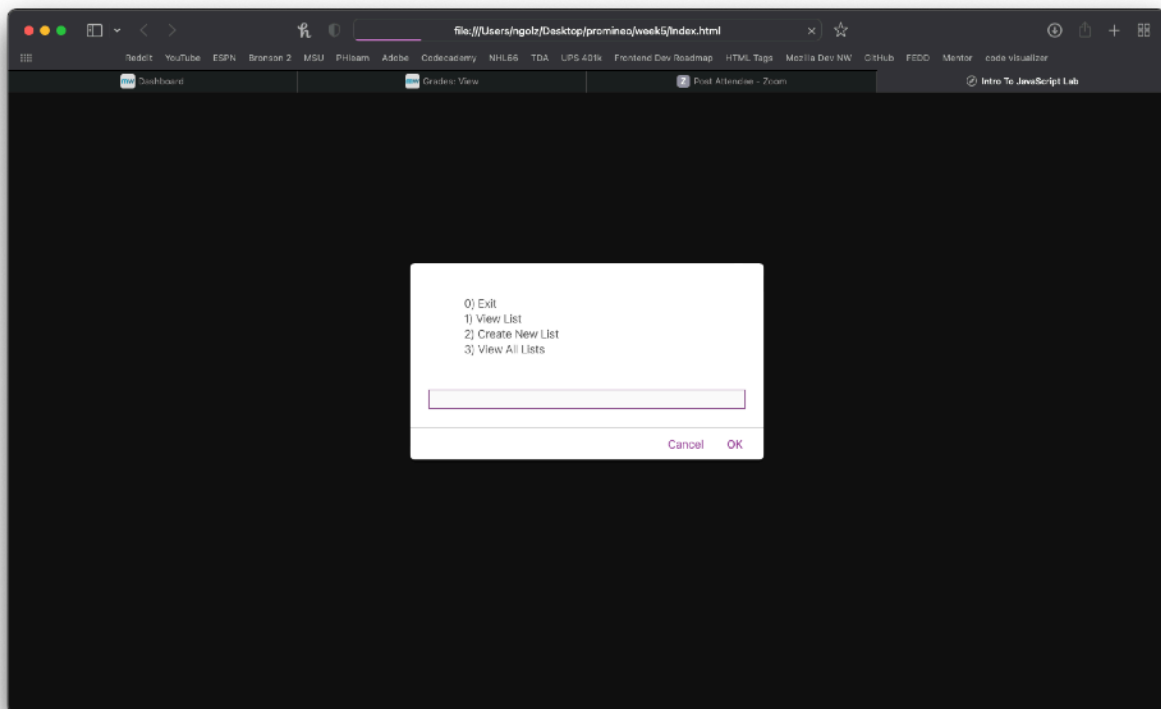 file:///Users/ngolz/Desktop/promineo/week5/index.html
Reddit YouTube ESPN Bronson 2 MSU PHlearn Adobe Codecademy NHL66 TDA UPS 401k Frontend Dev Roadmap HTML Tags Mozilla Dev NW GitHub FEDD Mentor code visualizer
mw Dashboard mw Grades: View Z Post Attendee - Zoom Intro To JavaScript Lab
0) Exit
1) View List
2) Create New List
3) View All Lists
Cancel OK